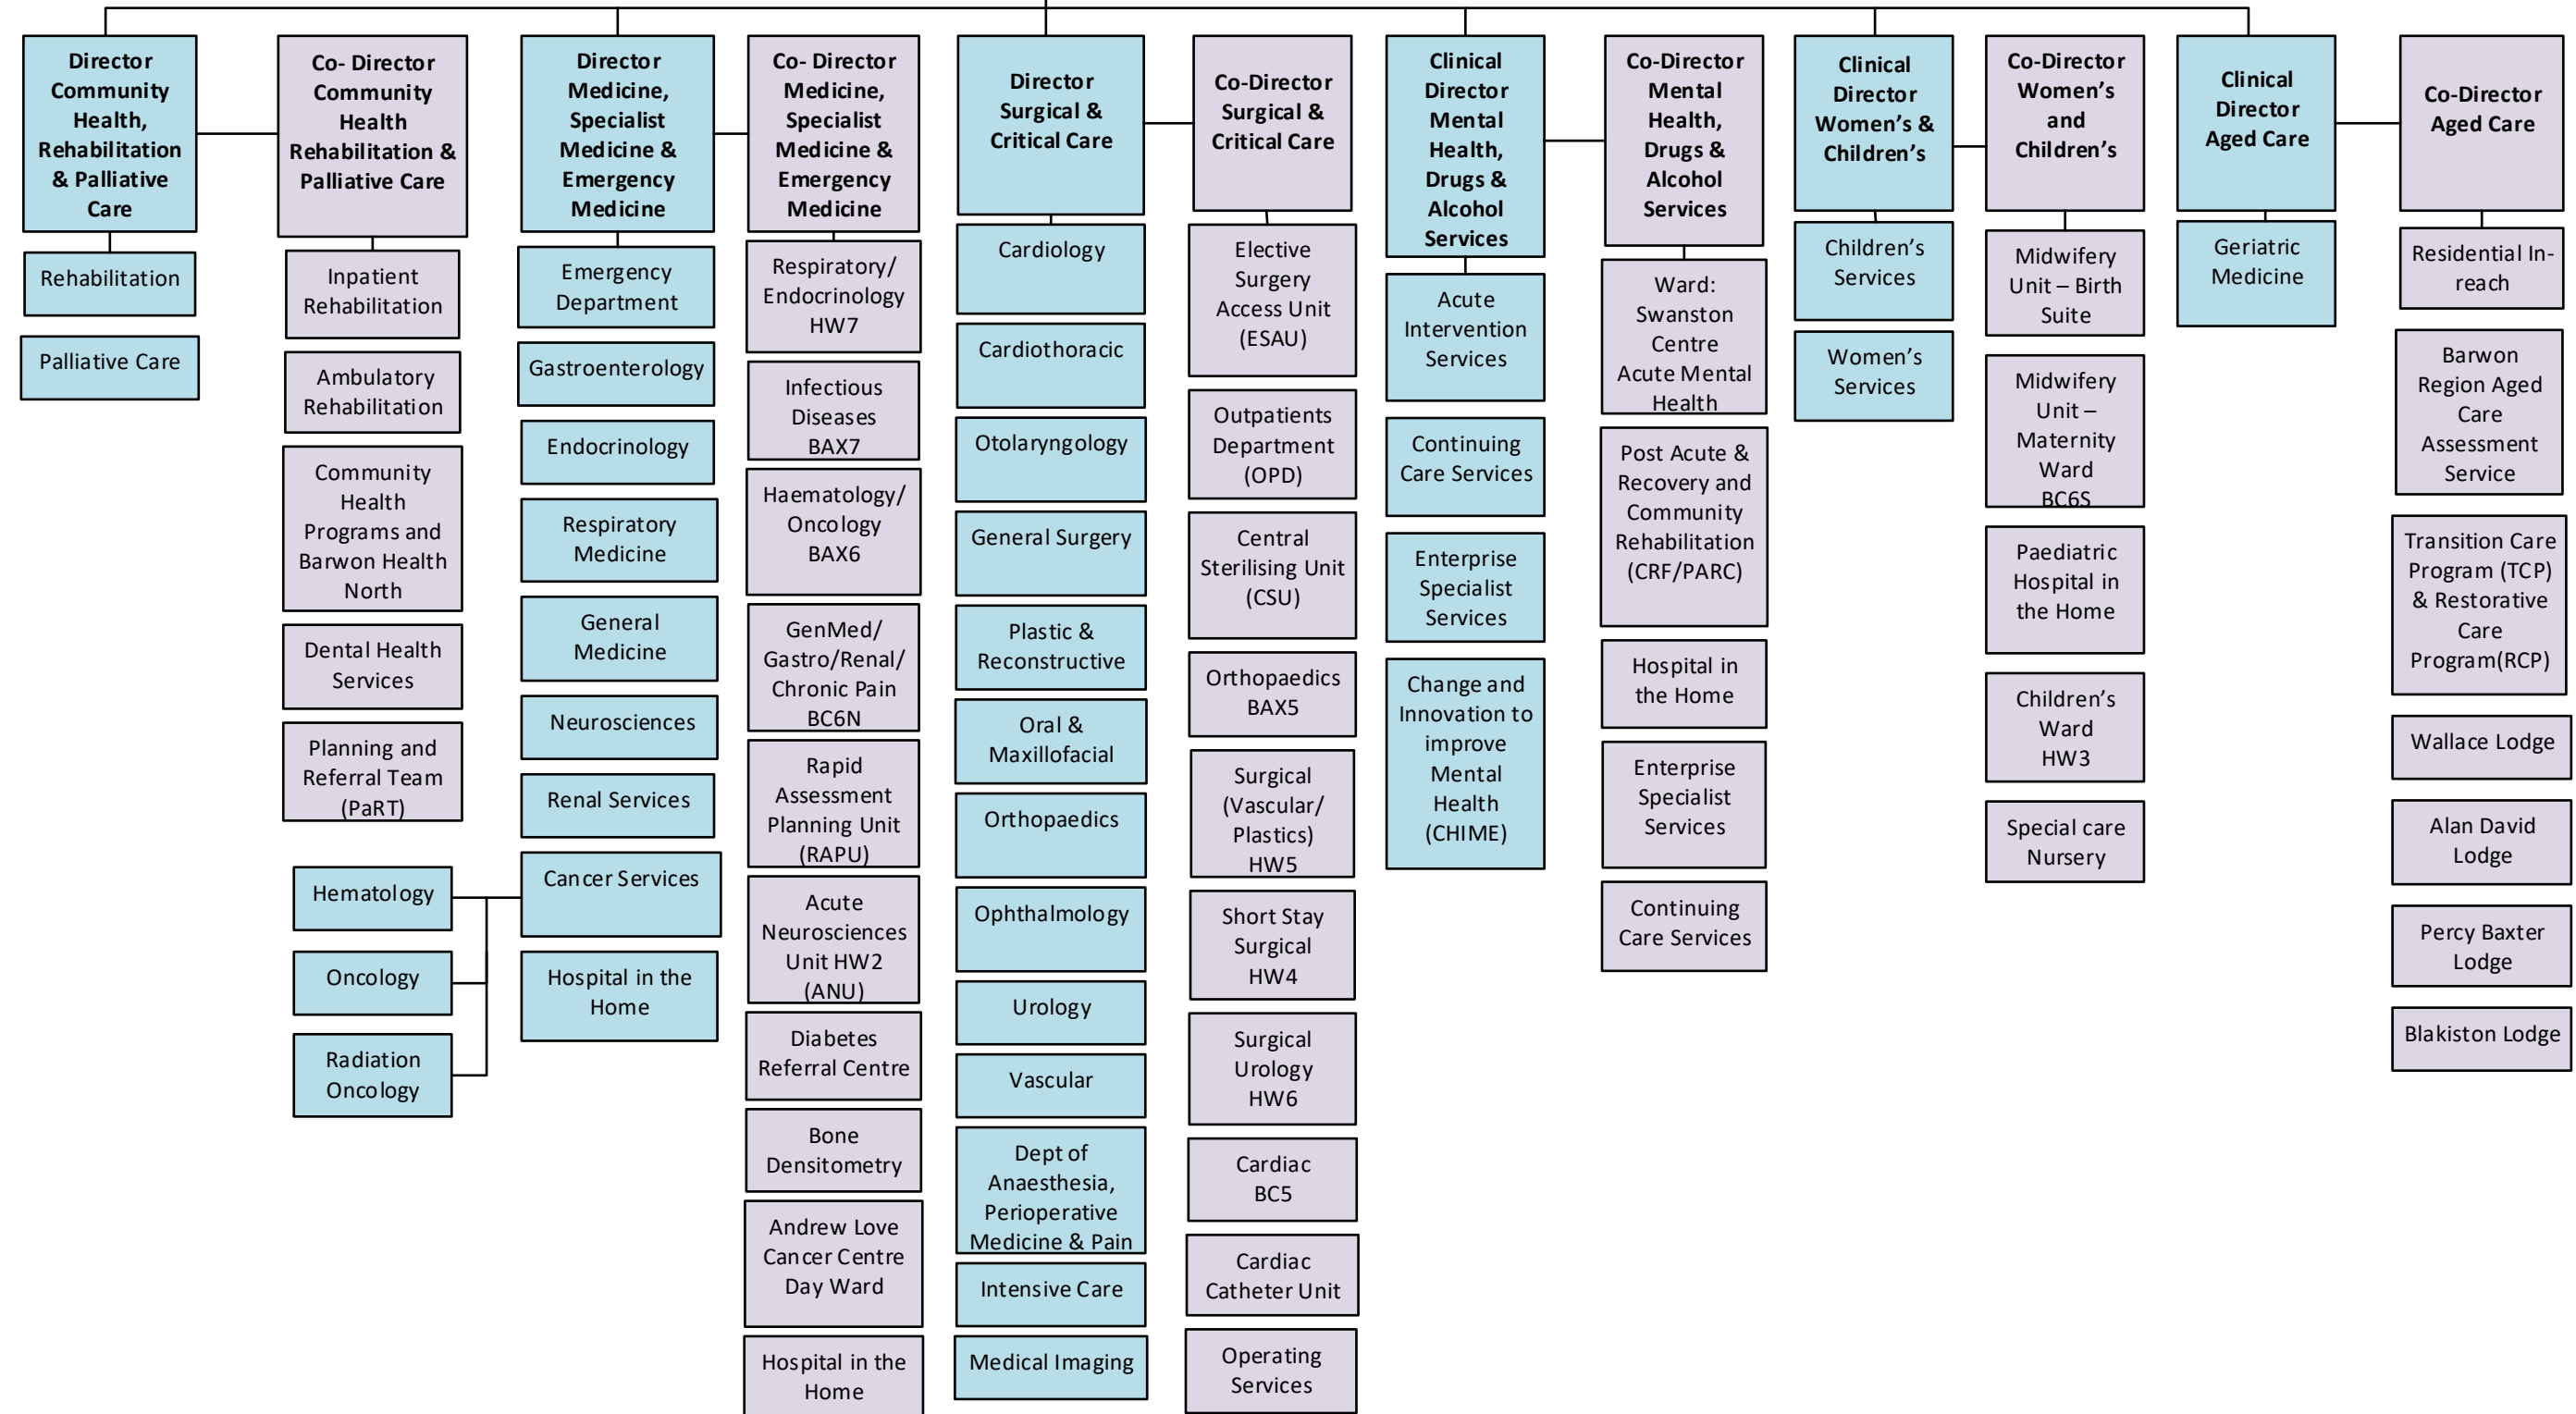 Director
Community
Health,
Rehabilitation
& Palliative
Care
Rehabilitation
Palliative Care
Co- Director
Community
Health
Rehabilitation &
Palliative Care
Inpatient
Rehabilitation
Ambulatory
Rehabilitation
Community
Health
Programs and
Barwon Health
North
Dental Health
Services
Planning and
Referral Team
(PaRT)
Director
Medicine,
Specialist
Medicine &
Emergency
Medicine
Emergency
Department
Gastroenterology
Endocrinology
Respiratory
Medicine
General
Medicine
Neurosciences
Renal Services
Cancer Services
Hematology
Oncology
Radiation
Oncology
Hospital in the
Home
Co- Director
Medicine,
Specialist
Medicine &
Emergency
Medicine
Respiratory/
Endocrinology
HW7
Infectious
Diseases
BAX7
Haematology/
Oncology
BAX6
GenMed/
Gastro/Renal/
Chronic Pain
BC6N
Rapid
Assessment
Planning Unit
(RAPU)
Acute
Neurosciences
Unit HW2
(ANU)
Diabetes
Referral Centre
Bone
Densitometry
Andrew Love
Cancer Centre
Day Ward
Hospital in the
Home
Director
Surgical &
Critical Care
Cardiology
Cardiothoracic
Otolaryngology
General Surgery
Plastic &
Reconstructive
Oral &
Maxillofacial
Orthopaedics
Ophthalmology
Urology
Vascular
Dept of
Anaesthesia,
Perioperative
Medicine & Pain
Intensive Care
Medical Imaging
Co-Director
Surgical &
Critical Care
Elective
Surgery
Access Unit
(ESAU)
Outpatients
Department
(OPD)
Central
Sterilising Unit
(CSU)
Orthopaedics
BAX5
Surgical
(Vascular/
Plastics)
HW5
Short Stay
Surgical
HW4
Surgical
Urology
HW6
Cardiac
BC5
Cardiac
Catheter Unit
Operating
Services
Clinical
Director
Mental
Health,
Drugs &
Alcohol
Services
Acute
Intervention
Services
Continuing
Care Services
Enterprise
Specialist
Services
Change and
Innovation to
improve
Mental
Health
(CHIME)
Co-Director
Mental
Health,
Drugs &
Alcohol
Services
Ward:
Swanston
Centre
Acute Mental
Health
Post Acute &
Recovery and
Community
Rehabilitation
(CRF/PARC)
Hospital in
the Home
Enterprise
Specialist
Services
Continuing
Care Services
Clinical
Director
Women's &
Children's
Children's
Services
Women's
Services
Co-Director
Women's
and
Children's
Midwifery
Unit – Birth
Suite
Midwifery
Unit –
Maternity
Ward
BC6S
Paediatric
Hospital in
the Home
Children's
Ward
HW3
Special care
Nursery
Clinical
Director
Aged Care
Geriatric
Medicine
Co-Director
Aged Care
Residential In-
reach
Barwon
Region Aged
Care
Assessment
Service
Transition Care
Program (TCP)
& Restorative
Care
Program(RCP)
Wallace Lodge
Alan David
Lodge
Percy Baxter
Lodge
Blakiston Lodge